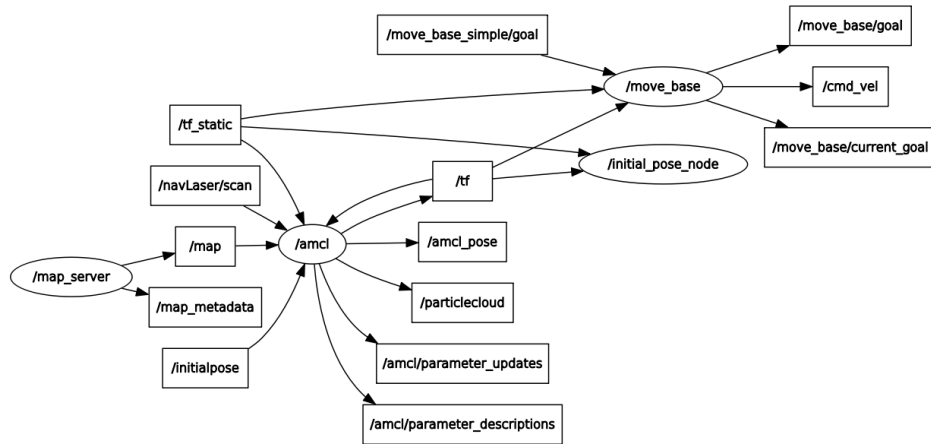 /move_base_simple/goal
/move_base/goal
/move_base
/cmd_vel
/tf_static
/move_base/current_goal
/initial_pose_node
/navLaser/scan
/tf
/map
/amcl
/amcl_pose
/map_server
/map_metadata
/particlecloud
/initialpose
/amcl/parameter_updates
/amcl/parameter_descriptions